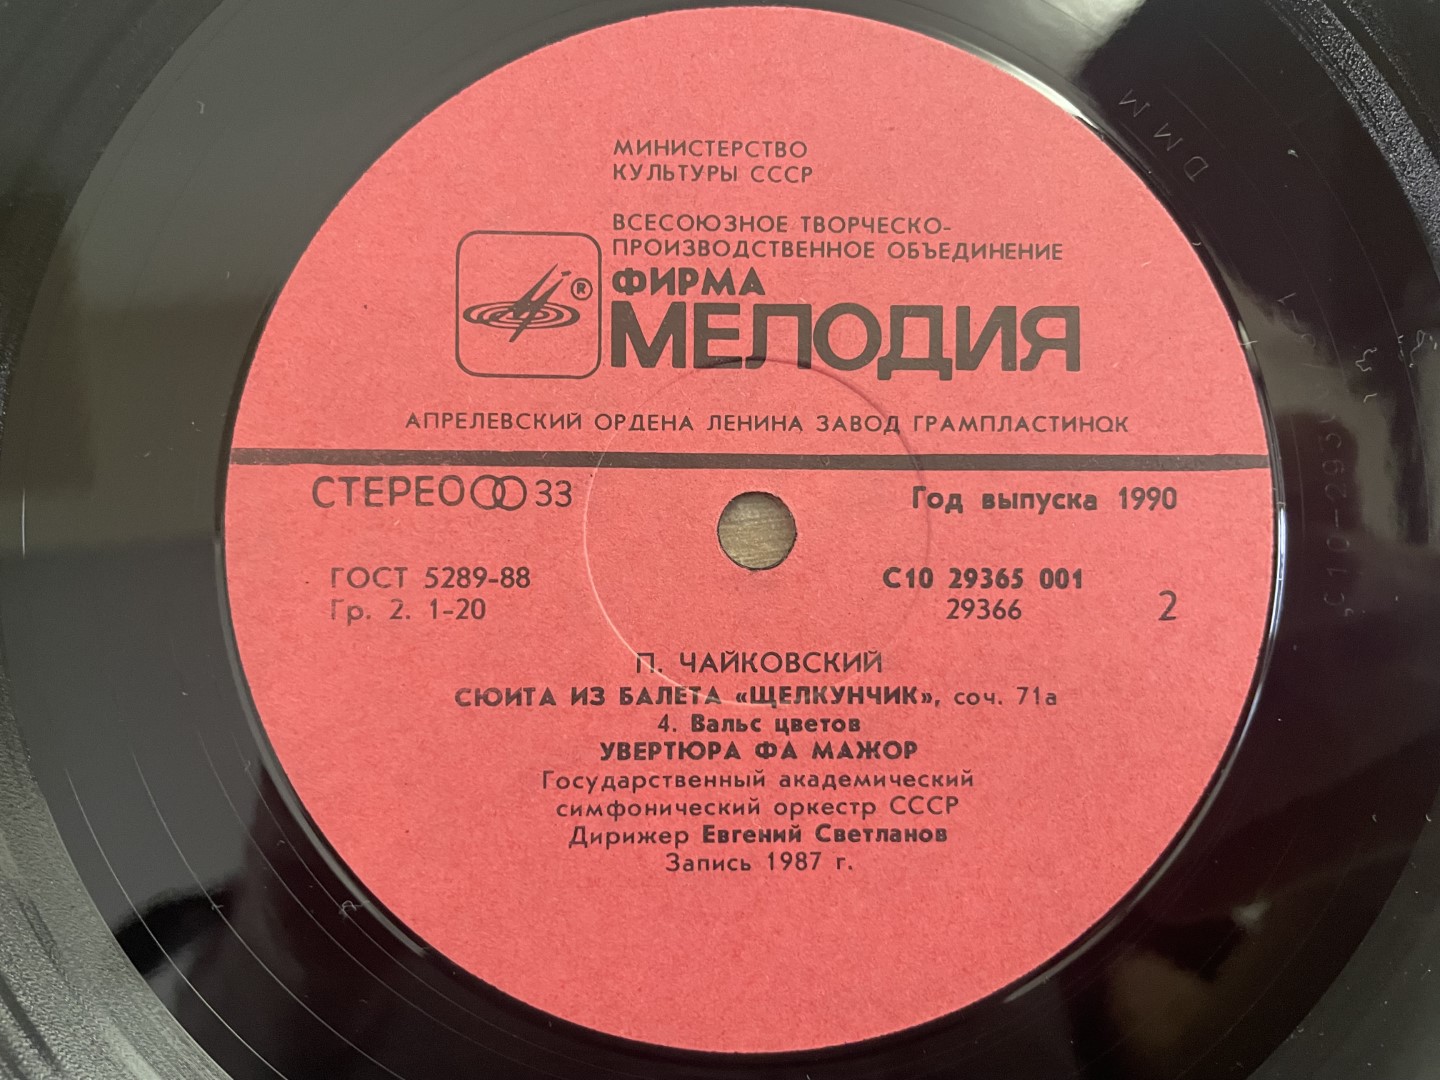 МИНИСТЕРСТВО
КУЛЬТУРЫ СССР
ВСЕСОЮЗНОЕ ТВОРЧЕСКО-
ПРОИЗВОДСТВЕННОЕ ОБЪЕДИНЕНИЕ
ФИРМА
®
МЕЛОДИЯ
АПРЕЛЕВСКИЙ ОРДЕНА ЛЕНИНА ЗАВОД ГРАМПЛАСТИНОК
СТЕРЕО 33
Год выпуска 1990
ГОСТ 5289-88
Гр. 2. 1-20
С10 29365 001
29366
2
П. ЧАЙКОВСКИЙ
СЮИТА ИЗ БАЛЕТА «ЩЕЛКУНЧИК», соч. 71а
4. Вальс цветов
УВЕРТЮРА ФА МАЖОР
Государственный академический
симфонический оркестр СССР
Дирижер Евгений Светланов
Запись 1987 г.
DMM